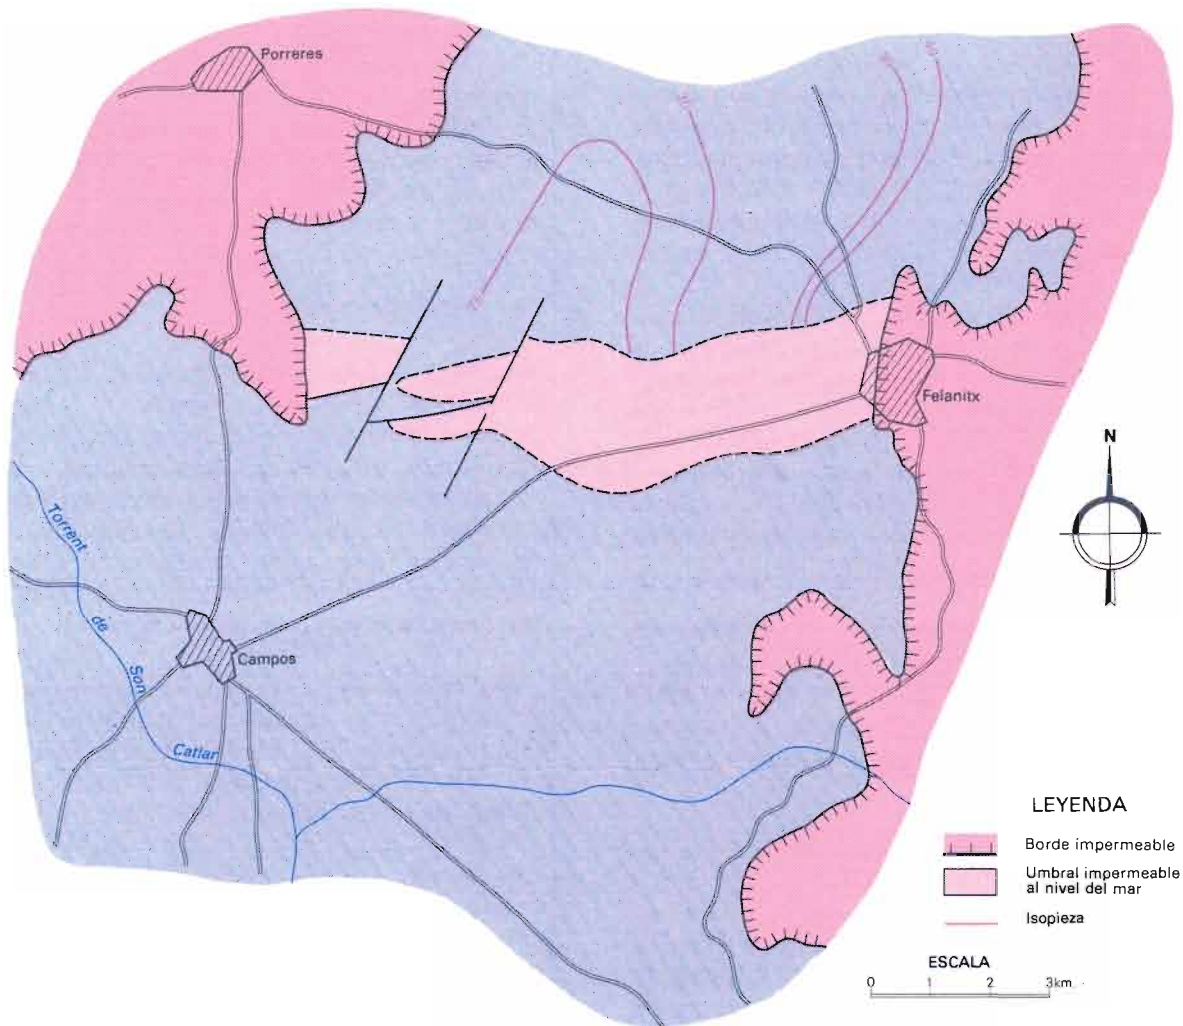 Porreres
Felanitx
N
Torrent
de
Son
Catlar
Campos
LEYENDA
Borde impermeable
Umbral impermeable
al nivel del mar
Isopieza
ESCALA
0 1 2 3km.